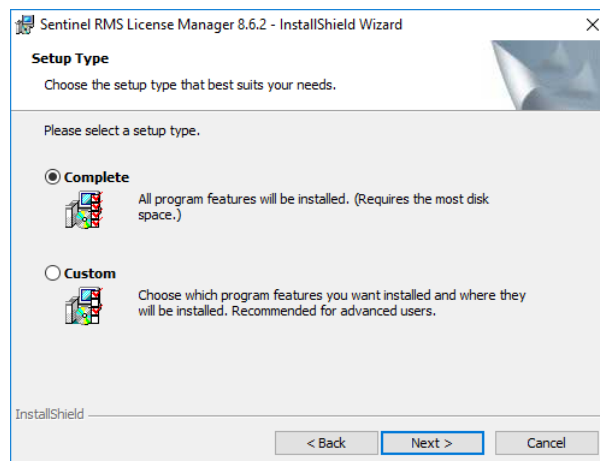 Sentinel RMS License Manager 8.6.2 - InstallShield Wizard
Setup Type
Choose the setup type that best suits your needs.
Please select a setup type.
Complete
All program features will be installed. (Requires the most disk
space.)
Custom
Choose which program features you want installed and where they
will be installed. Recommended for advanced users.
InstallShield
< Back Next > Cancel